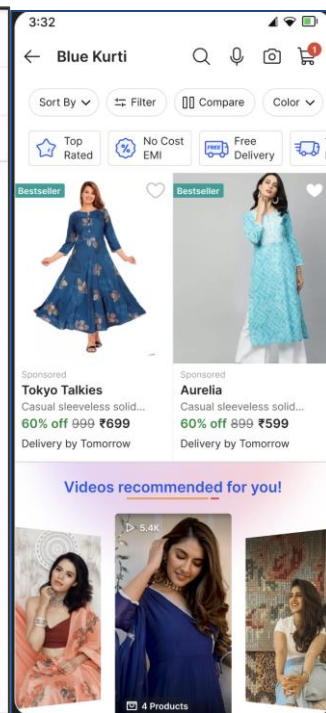 3:32
Blue Kurti
1
Sort By
Filter
Compare
Color
Top
Rated
No Cost
EMI
FREE
Free
Delivery
Bestseller
Bestseller
Sponsored
Tokyo Talkies
Casual sleeveless solid...
60% off 999 ₹699
Delivery by Tomorrow
Sponsored
Aurelia
Casual sleeveless solid...
60% off 899 ₹599
Delivery by Tomorrow
Videos recommended for you!
5.4K
4 Products